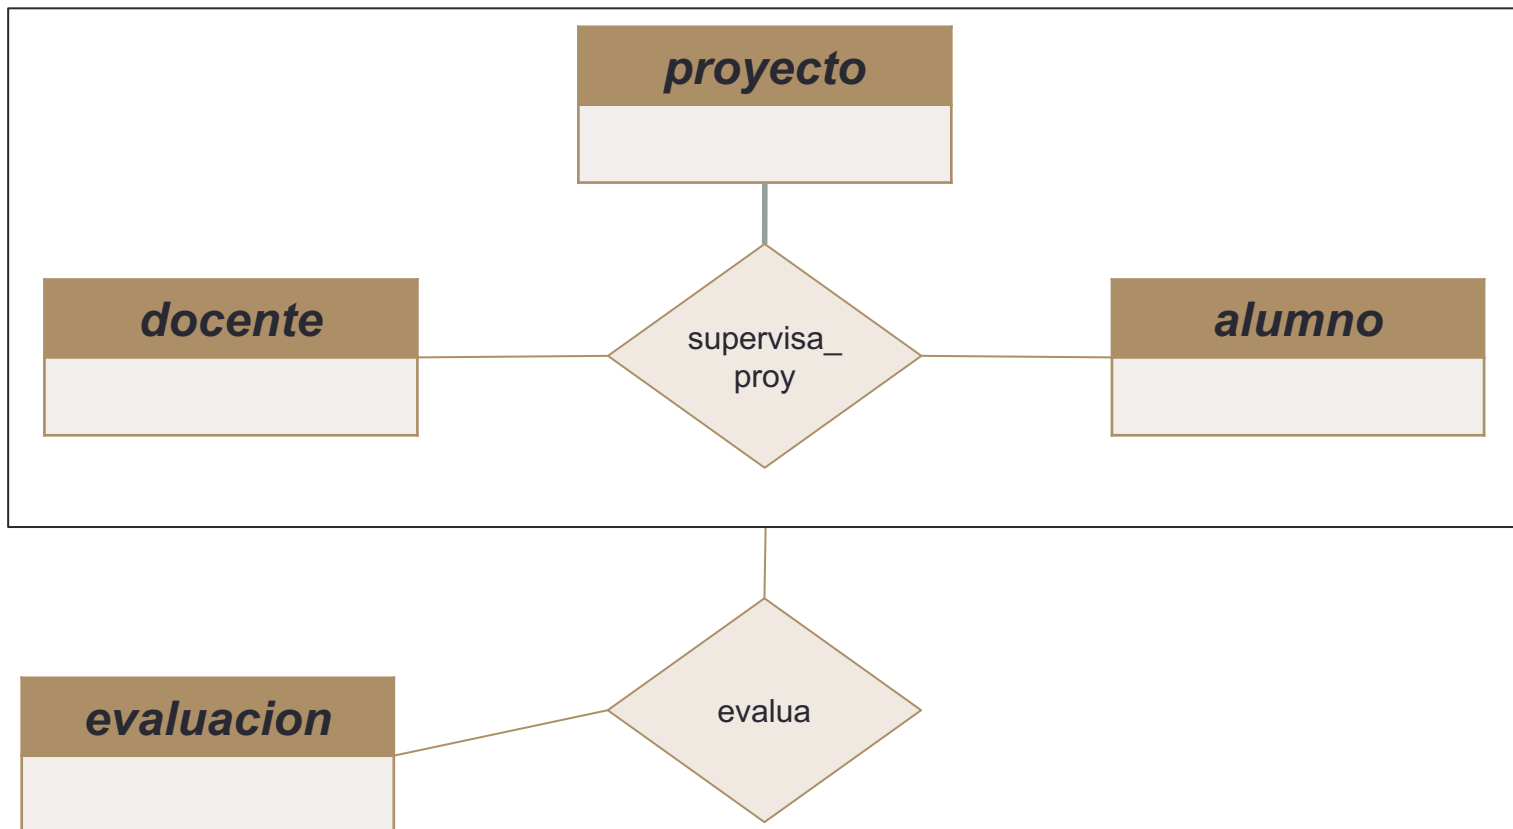 proyecto
docente
supervisa_
proy
alumno
evaluacion
evalua